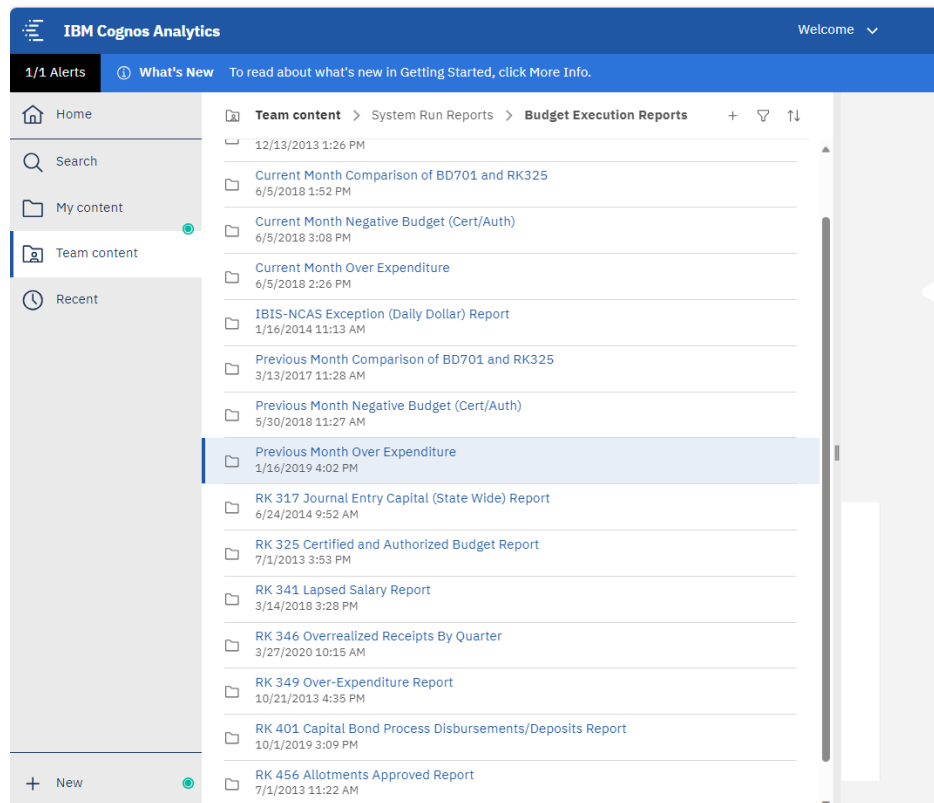 IBM Cognos Analytics
Welcome
1/1 Alerts
What's New To read about what's new in Getting Started, click More Info.
Home
Search
My content
Team content
Recent
New
Team content > System Run Reports > Budget Execution Reports
12/13/2013 1:26 PM
Current Month Comparison of BD701 and RK325
6/5/2018 1:52 PM
Current Month Negative Budget (Cert/Auth)
6/5/2018 3:08 PM
Current Month Over Expenditure
6/5/2018 2:26 PM
IBIS-NCAS Exception (Daily Dollar) Report
1/16/2014 11:13 AM
Previous Month Comparison of BD701 and RK325
3/13/2017 11:28 AM
Previous Month Negative Budget (Cert/Auth)
5/30/2018 11:27 AM
Previous Month Over Expenditure
1/16/2019 4:02 PM
RK 317 Journal Entry Capital (State Wide) Report
6/24/2014 9:52 AM
RK 325 Certified and Authorized Budget Report
7/1/2013 3:53 PM
RK 341 Lapsed Salary Report
3/14/2018 3:28 PM
RK 346 Overrealized Receipts By Quarter
3/27/2020 10:15 AM
RK 349 Over-Expenditure Report
10/21/2013 4:35 PM
RK 401 Capital Bond Process Disbursements/Deposits Report
10/1/2019 3:09 PM
RK 456 Allotments Approved Report
7/1/2013 11:22 AM